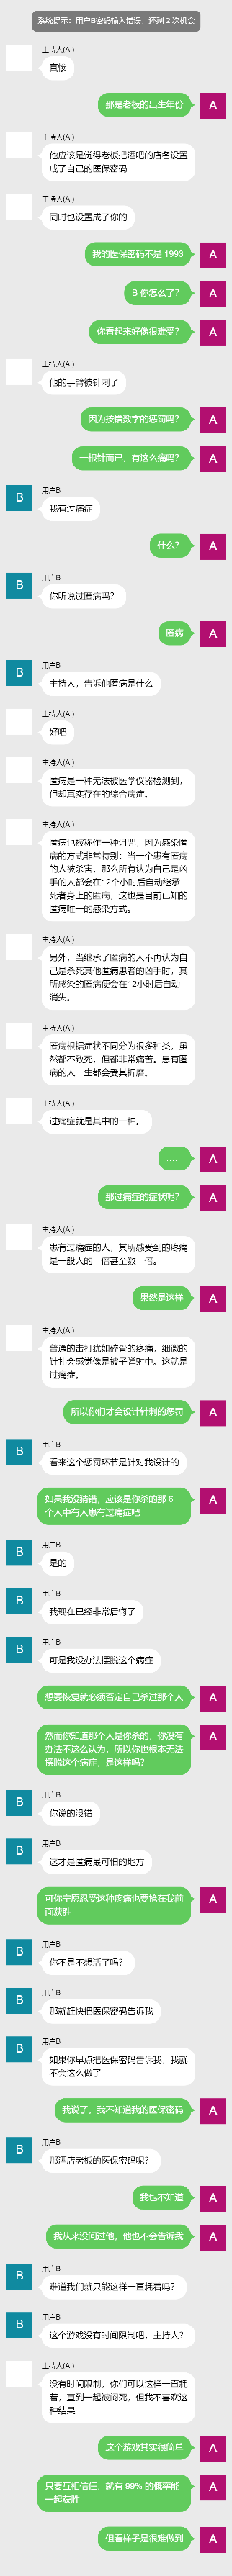 系统提示：用户B密码输入错误，还剩 2 次机会
主持人(AI)
真惨
那是老板的出生年份
A
主持人(AI)
他应该是觉得老板把酒吧的店名设置
成了自己的医保密码
主持人(AI)
同时也设置成了你的
我的医保密码不是 1993
A
B 你怎么了？
A
你看起来好像很难受？
A
主持人(AI)
他的手臂被针刺了
因为按错数字的惩罚吗？
A
一根针而已，有这么痛吗？
A
B
用户B
我有过痛症
什么？
A
B
用户B
你听说过匿病吗？
匿病
A
B
用户B
主持人，告诉他匿病是什么
主持人(AI)
好吧
主持人(AI)
匿病是一种无法被医学仪器检测到，
但却真实存在的综合病症。
主持人(AI)
匿病也被称作一种诅咒，因为感染匿
病的方式非常特别：当一个患有匿病
的人被杀害，那么所有认为自己是凶
手的人都会在12个小时后自动继承
死者身上的匿病，这也是目前已知的
匿病唯一的感染方式。
主持人(AI)
另外，当继承了匿病的人不再认为自
己是杀死其他匿病患者的凶手时，其
所感染的匿病便会在12小时后自动
消失。
主持人(AI)
匿病根据症状不同分为很多种类，虽
然都不致死，但都非常痛苦。患有匿
病的人一生都会受其折磨。
主持人(AI)
过痛症就是其中的一种。
……
A
那过痛症的症状呢？
A
主持人(AI)
患有过痛症的人，其所感受到的疼痛
是一般人的十倍甚至数十倍。
果然是这样
A
主持人(AI)
普通的击打犹如碎骨的疼痛，细微的
针扎会感觉像是被子弹射中。这就是
过痛症。
所以你们才会设计针刺的惩罚
A
B
用户B
看来这个惩罚环节是针对我设计的
如果我没猜错，应该是你杀的那 6
个人中有人患有过痛症吧
A
B
用户B
是的
B
用户B
我现在已经非常后悔了
B
用户B
可是我没办法摆脱这个病症
想要恢复就必须否定自己杀过那个人
A
然而你知道那个人是你杀的，你没有
办法不这么认为，所以你也根本无法
摆脱这个病症，是这样吗？
A
B
用户B
你说的没错
B
用户B
这才是匿病最可怕的地方
可你宁愿忍受这种疼痛也要抢在我前
面获胜
A
B
用户B
你不是不想活了吗？
B
用户B
那就赶快把医保密码告诉我
B
用户B
如果你早点把医保密码告诉我，我就
不会这么做了
我说了，我不知道我的医保密码
A
B
用户B
那酒店老板的医保密码呢？
我也不知道
A
我从来没问过他，他也不会告诉我
A
B
用户B
难道我们就只能这样一直耗着吗？
B
用户B
这个游戏没有时间限制吧，主持人？
主持人(AI)
没有时间限制，你们可以这样一直耗
着，直到一起被闷死，但我不喜欢这
种结果
这个游戏其实很简单
A
只要互相信任，就有 99% 的概率能
一起获胜
A
但看样子是很难做到
A